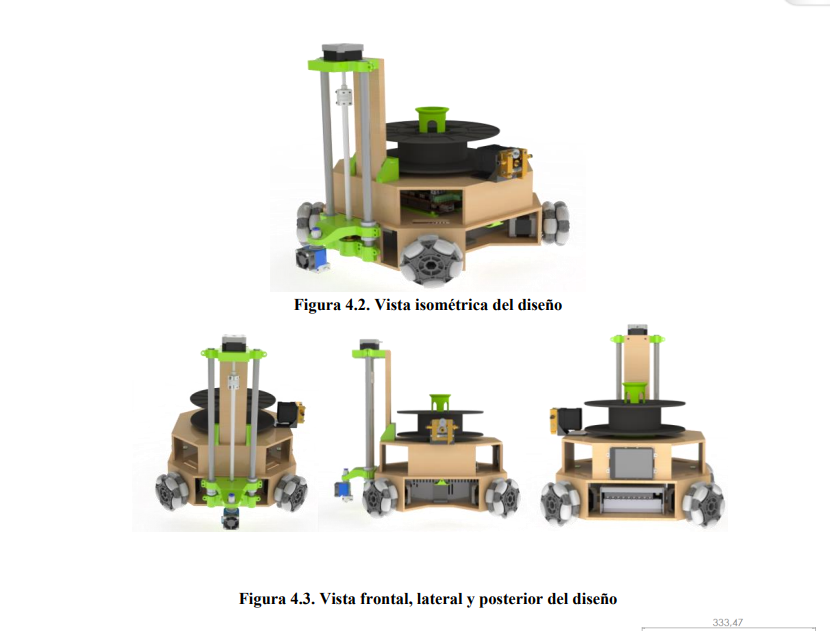 Figura 4.2. Vista isométrica del diseño
Figura 4.3. Vista frontal, lateral y posterior del diseño
333,47